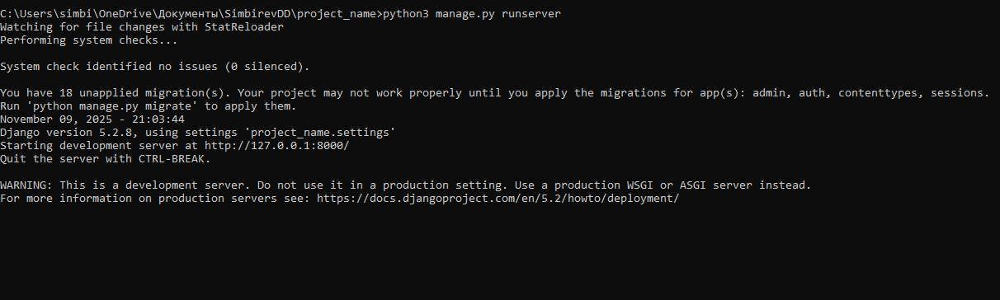 C:\Users\simbi\OneDrive\Документы\SimbirevDD\project_name>python3 manage.py runserver
Watching for file changes with StatReloader
Performing system checks...
System check identified no issues (0 silenced).
You have 18 unapplied migration(s). Your project may not work properly until you apply the migrations for app(s): admin, auth, contenttypes, sessions.
Run 'python manage.py migrate' to apply them.
November 09, 2025 - 21:03:44
Django version 5.2.8, using settings 'project_name.settings'
Starting development server at http://127.0.0.1:8000/
Quit the server with CTRL-BREAK.
WARNING: This is a development server. Do not use it in a production setting. Use a production WSGI or ASGI server instead.
For more information on production servers see: https://docs.djangoproject.com/en/5.2/howto/deployment/